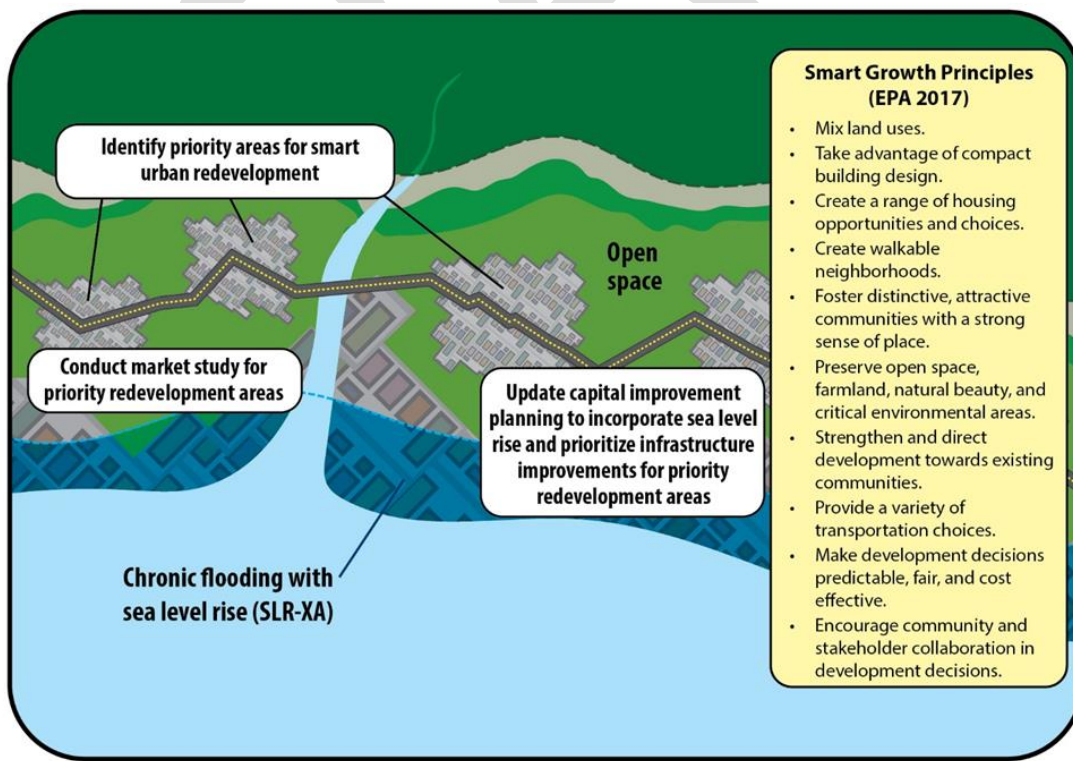 Identify priority areas for smart
urban redevelopment
Conduct market study for
priority redevelopment areas
Open
space
Update capital improvement
planning to incorporate sea level
rise and prioritize infrastructure
improvements for priority
redevelopment areas
Chronic flooding with
sea level rise (SLR-XA)
Smart Growth Principles
(EPA 2017)
• Mix land uses.
• Take advantage of compact
building design.
• Create a range of housing
opportunities and choices.
• Create walkable
neighborhoods.
• Foster distinctive, attractive
communities with a strong
sense of place.
• Preserve open space,
farmland, natural beauty, and
critical environmental areas.
• Strengthen and direct
development towards existing
communities.
• Provide a variety of
transportation choices.
• Make development decisions
predictable, fair, and cost
effective.
• Encourage community and
stakeholder collaboration in
development decisions.